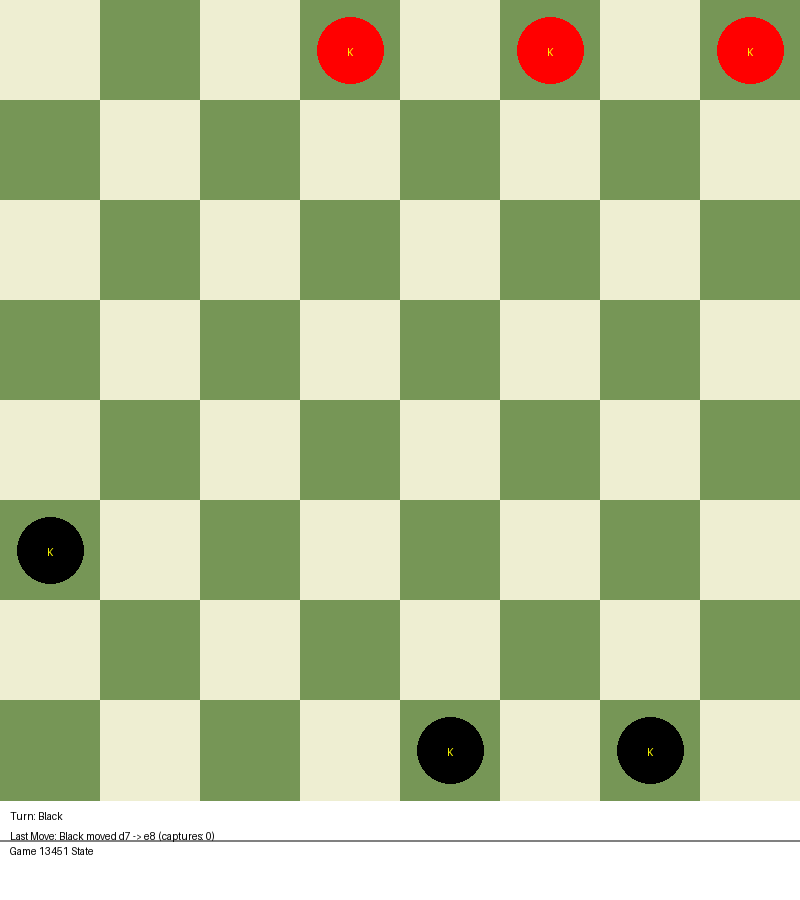 K K K
K
K K
Turn: Black
Last Move: Black moved d7 -> e8 (captures: 0)
Game 13451 State